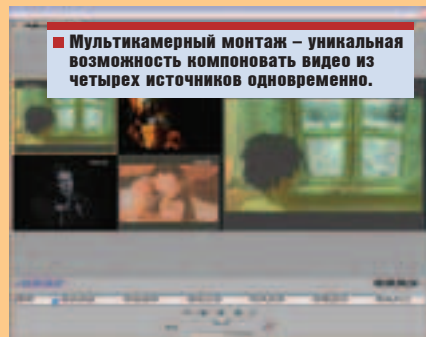 Мультикамерный монтаж – уникальная
возможность компоновать видео из
четырех источников одновременно.